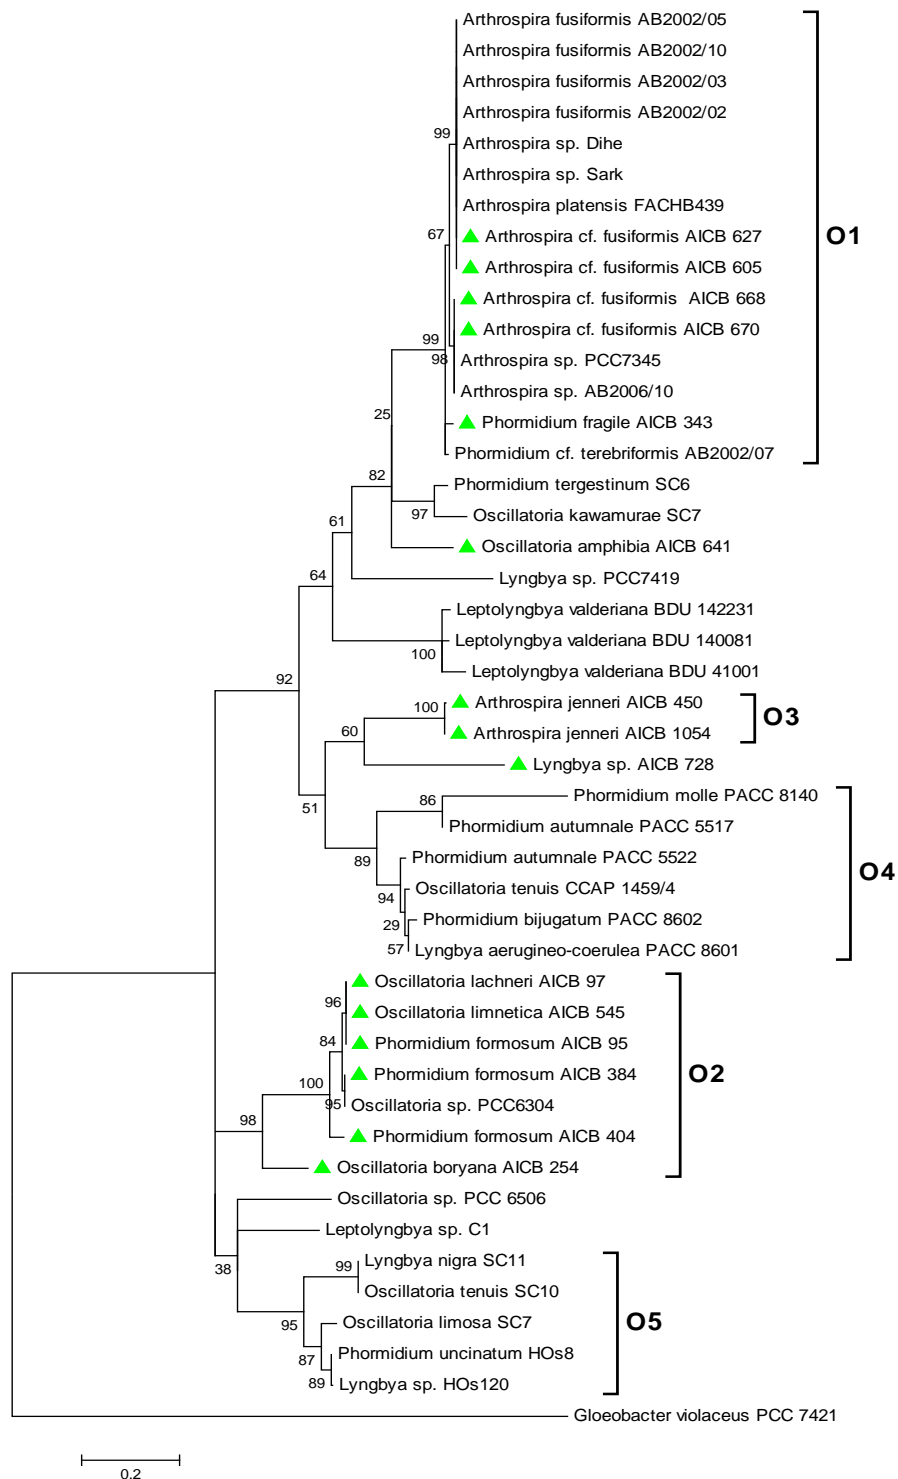 Arthrospira fusiformis AB2002/05
Arthrospira fusiformis AB2002/10
Arthrospira fusiformis AB2002/03
Arthrospira fusiformis AB2002/02
99
Arthrospira sp. Dihe
Arthrospira sp. Sark
Arthrospira platensis FACHB439
67
Arthrospira cf. fusiformis AICB 627
O1
Arthrospira cf. fusiformis AICB 605
Arthrospira cf. fusiformis AICB 668
Arthrospira cf. fusiformis AICB 670
99
98
Arthrospira sp. PCC7345
Arthrospira sp. AB2006/10
25
Phormidium fragile AICB 343
Phormidium cf. terebriformis AB2002/07
82
Phormidium tergestinum SC6
97
Oscillatoria kawamurae SC7
61
Oscillatoria amphibia AICB 641
64
Lyngbya sp. PCC7419
Leptolyngbya valderiana BDU 142231
Leptolyngbya valderiana BDU 140081
100
Leptolyngbya valderiana BDU 41001
92
Arthrospira jenneri AICB 450
100
O3
Arthrospira jenneri AICB 1054
60
Lyngbya sp. AICB 728
51
Phormidium molle PACC 8140
86
Phormidium autumnale PACC 5517
89
Phormidium autumnale PACC 5522
O4
Oscillatoria tenuis CCAP 1459/4
94
Phormidium bijugatum PACC 8602
29
57
Lyngbya aerugineo-coerulea PACC 8601
Oscillatoria lachneri AICB 97
96
Oscillatoria limnetica AICB 545
84
Phormidium formosum AICB 95
100
Phormidium formosum AICB 384
O2
95
Oscillatoria sp. PCC6304
98
Phormidium formosum AICB 404
Oscillatoria boryana AICB 254
Oscillatoria sp. PCC 6506
Leptolyngbya sp. C1
38
Lyngbya nigra SC11
99
Oscillatoria tenuis SC10
95
Oscillatoria limosa SC7
O5
87
Phormidium uncinatum HOs8
89
Lyngbya sp. HOs120
Gloeobacter violaceus PCC 7421
0.2